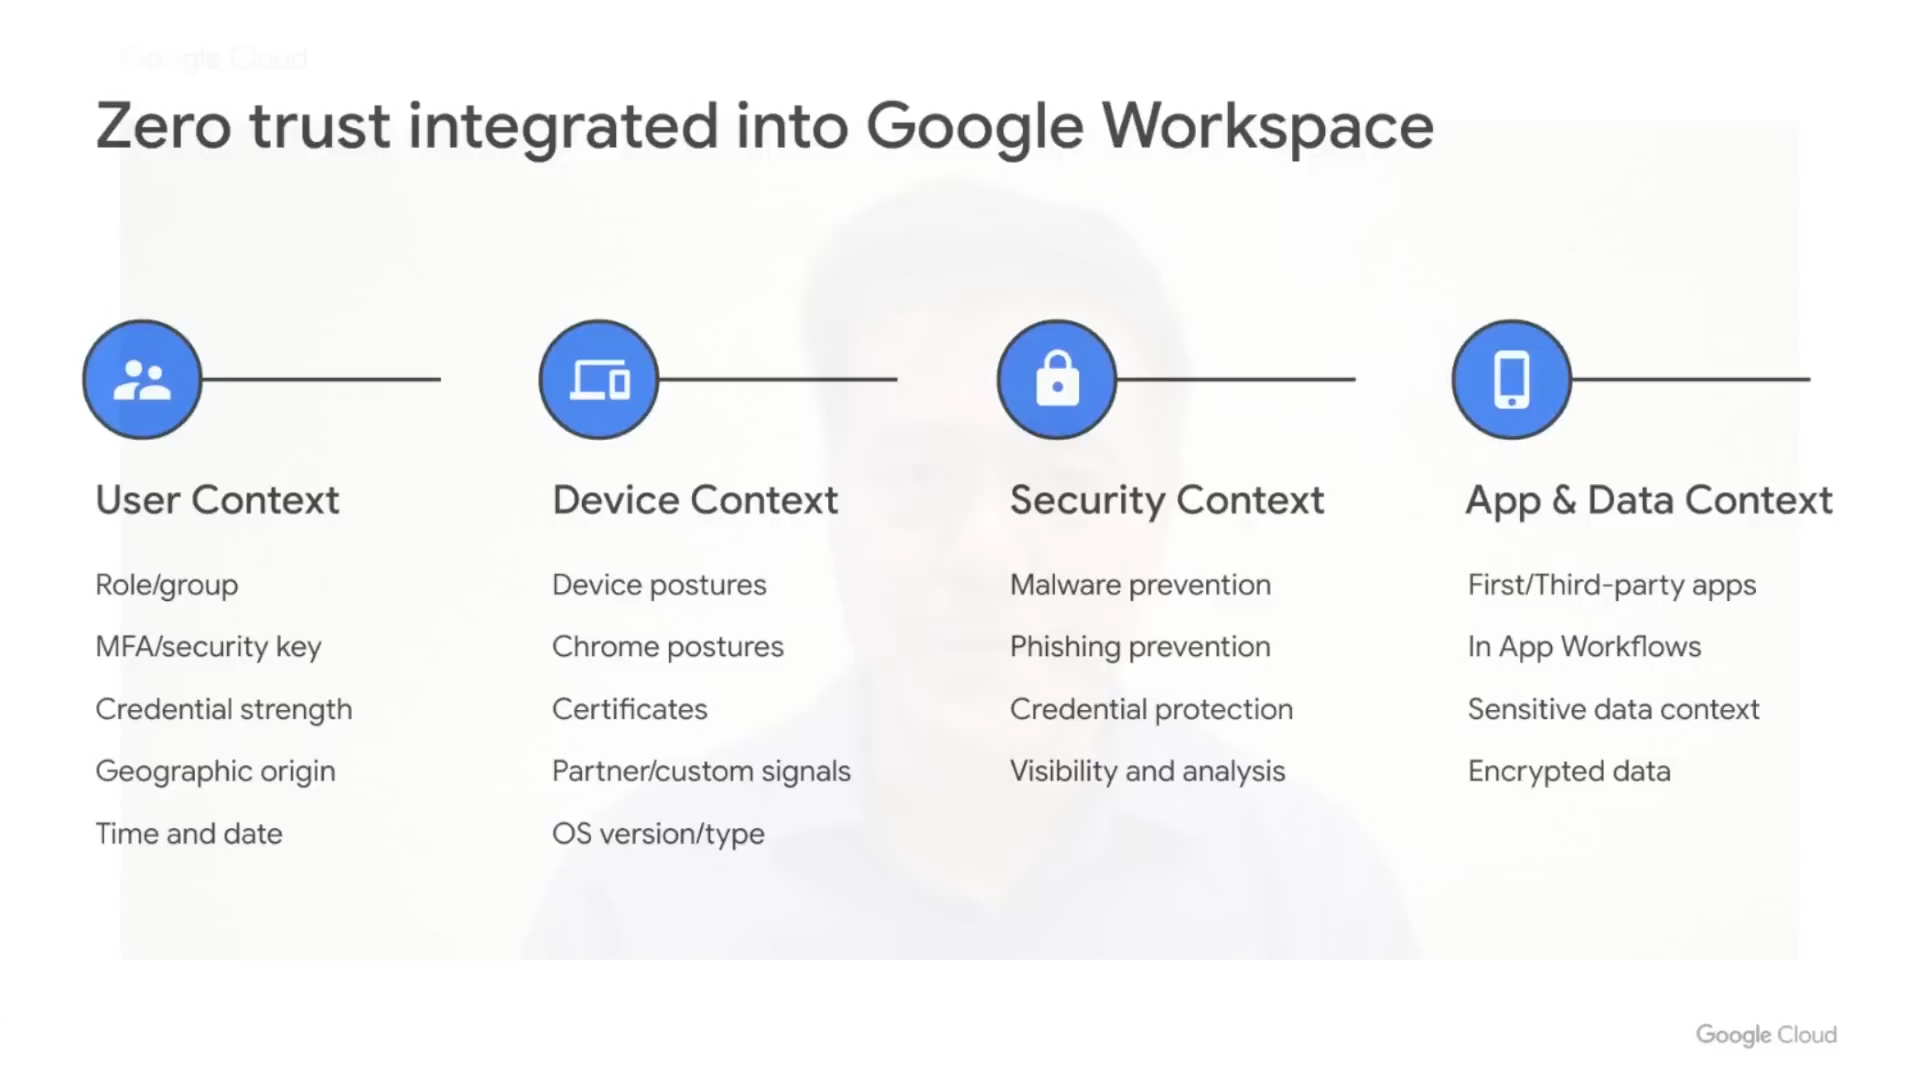 Google Cloud
Zero trust integrated into Google Workspace
User Context
Role/group
MFA/security key
Credential strength
Geographic origin
Time and date
Device Context
Device postures
Chrome postures
Certificates
Partner/custom signals
OS version/type
Security Context
Malware prevention
Phishing prevention
Credential protection
Visibility and analysis
App & Data Context
First/Third-party apps
In App Workflows
Sensitive data context
Encrypted data
Google Cloud